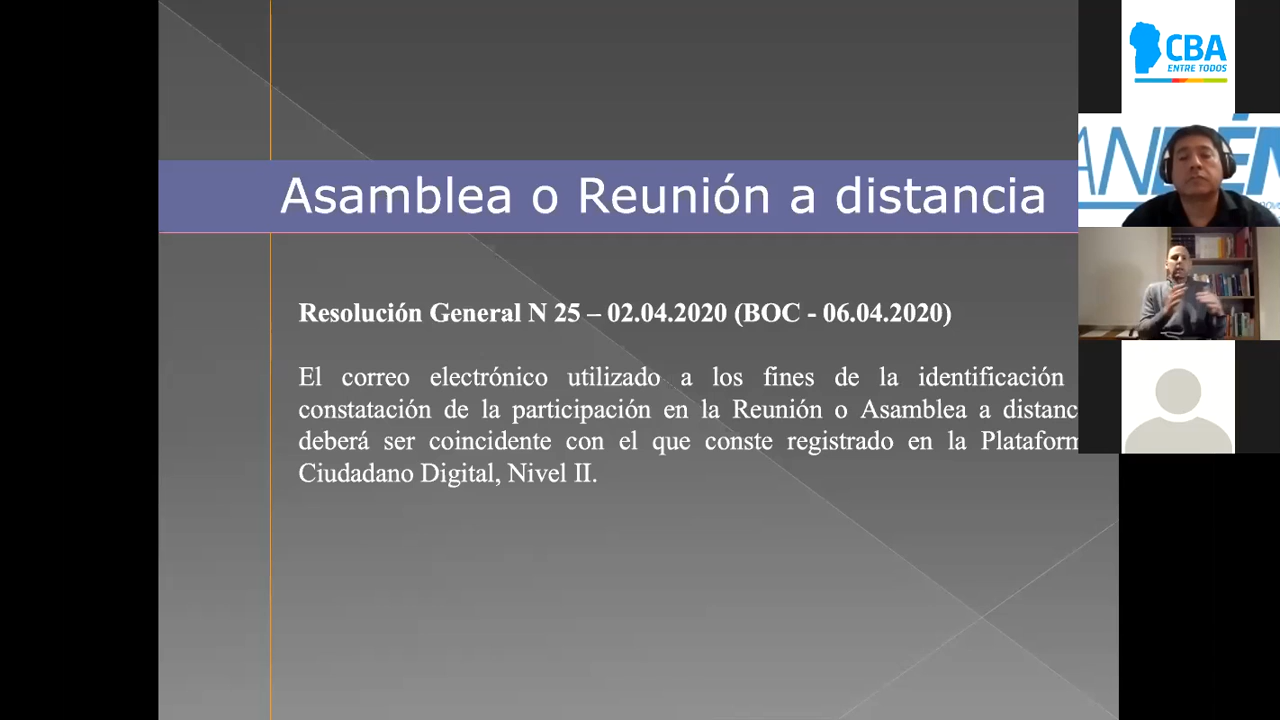 Asamblea o Reunión a distancia
Resolución General N 25 – 02.04.2020 (BOC - 06.04.2020)
El correo electrónico utilizado a los fines de la identificación
constatación de la participación en la Reunión o Asamblea a distanc
deberá ser coincidente con el que conste registrado en la Plataform
Ciudadano Digital, Nivel II.
CBA
ENTRE TODOS